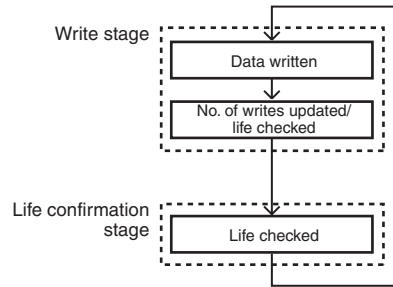 Write stage
Data written
No. of writes updated/
life checked
Life confirmation
stage
Life checked